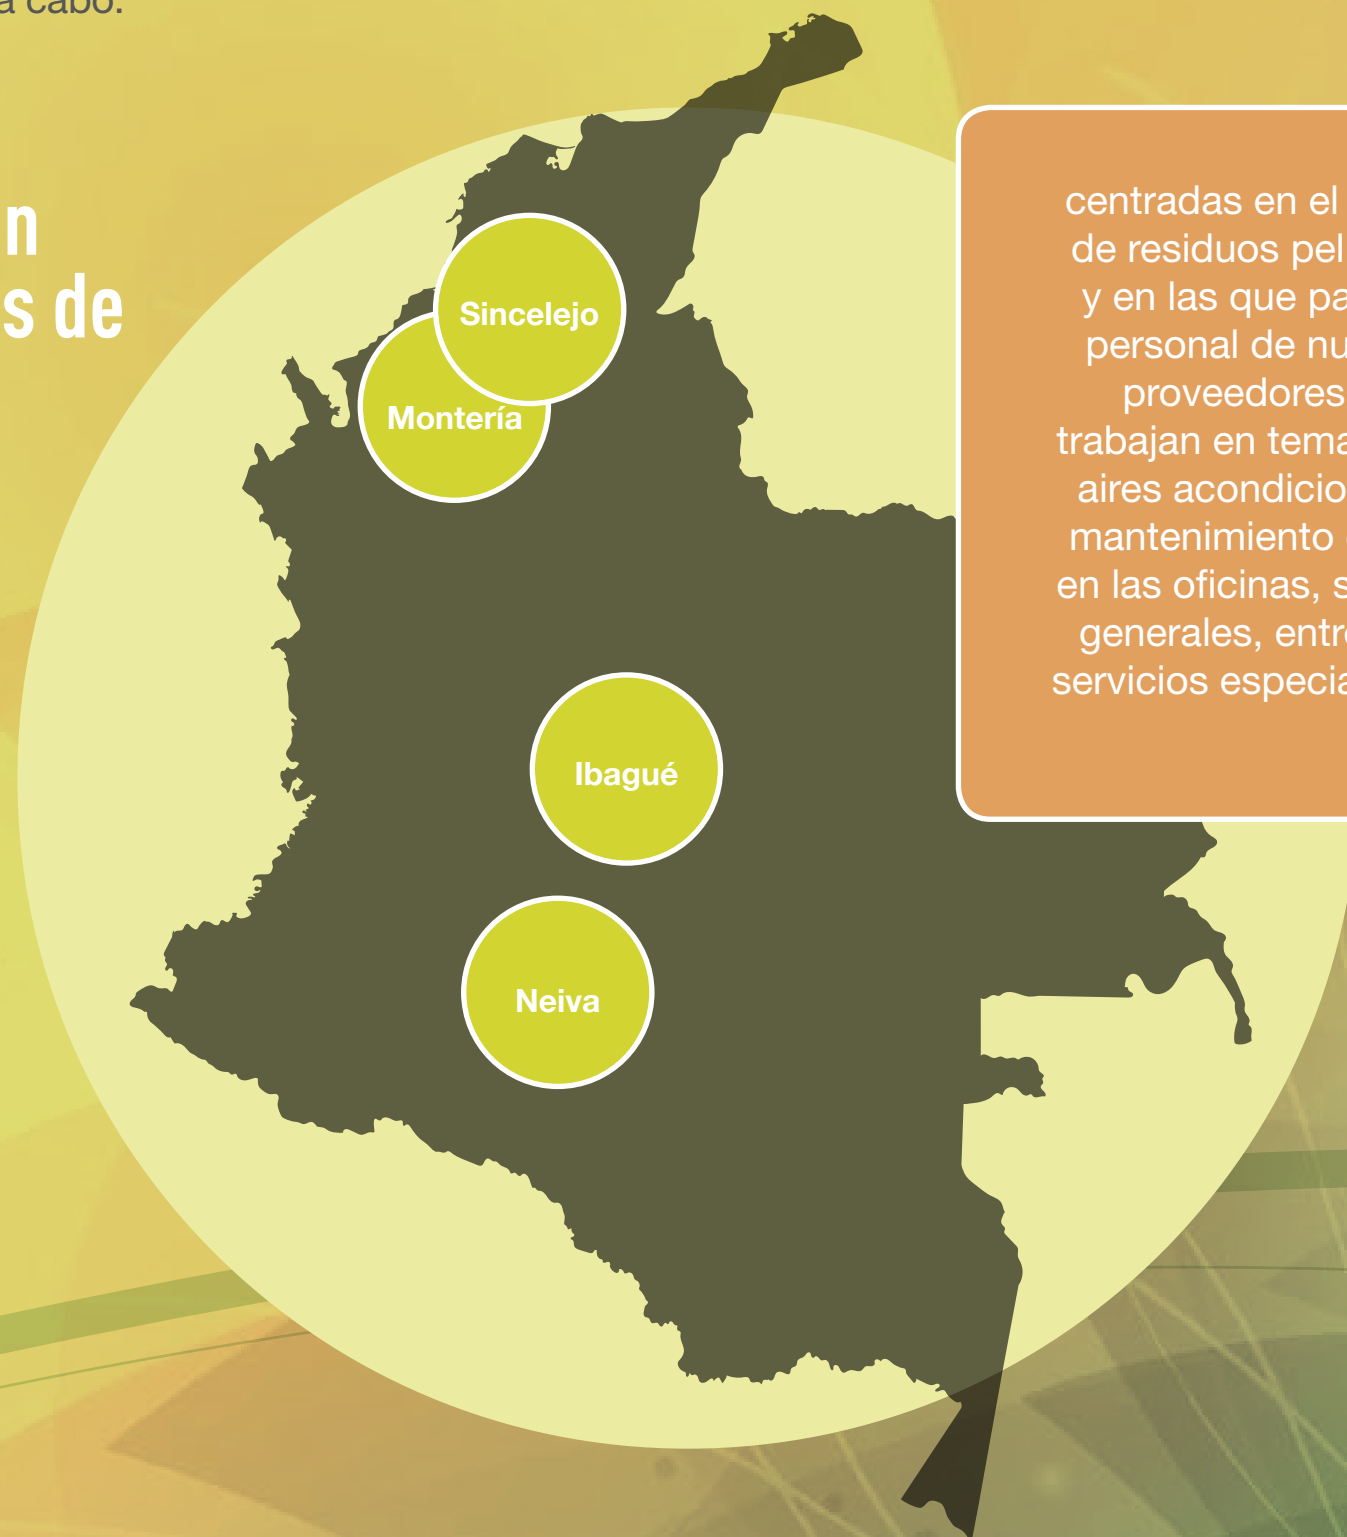 a cabo.
n
s de
centradas en el
de residuos pel
y en las que pa
personal de nu
proveedores
trabajan en tema
aires acondicio
mantenimiento
en las oficinas, s
generales, entre
servicios especia
Sincelejo
Montería
Ibagué
Neiva